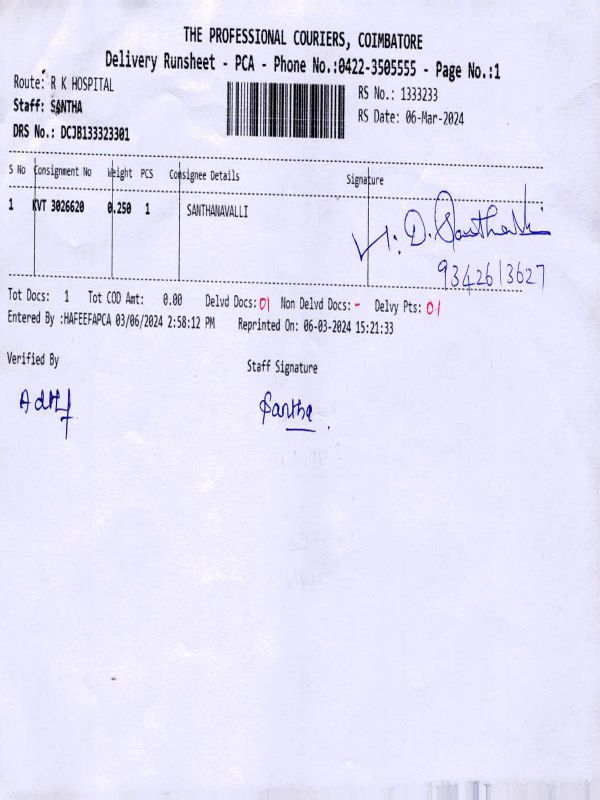 THE PROFESSIONAL COURIERS, COIMBATORE
Delivery Runsheet - PCA - Phone No.:0422-3505555 - Page No.:1
Route: R K HOSPITAL
RS No.: 1333233
Staff: SANTHA
RS Date: 06-Mar-2024
DRS No.: DCJB133323301
S No Consignment No Weight PCS Consignee Details Signature
1 KVT 3026620 0.250 1 SANTHANAVALLI
9342613627
Tot Docs: 1 Tot COD Amt: 0.00 Delvd Docs: 01 Non Delvd Docs: - Delvy Pts: 01
Entered By :HAFEEFAPCA 03/06/2024 2:58:12 PM Reprinted On: 06-03-2024 15:21:33
Verified By Staff Signature
Santha